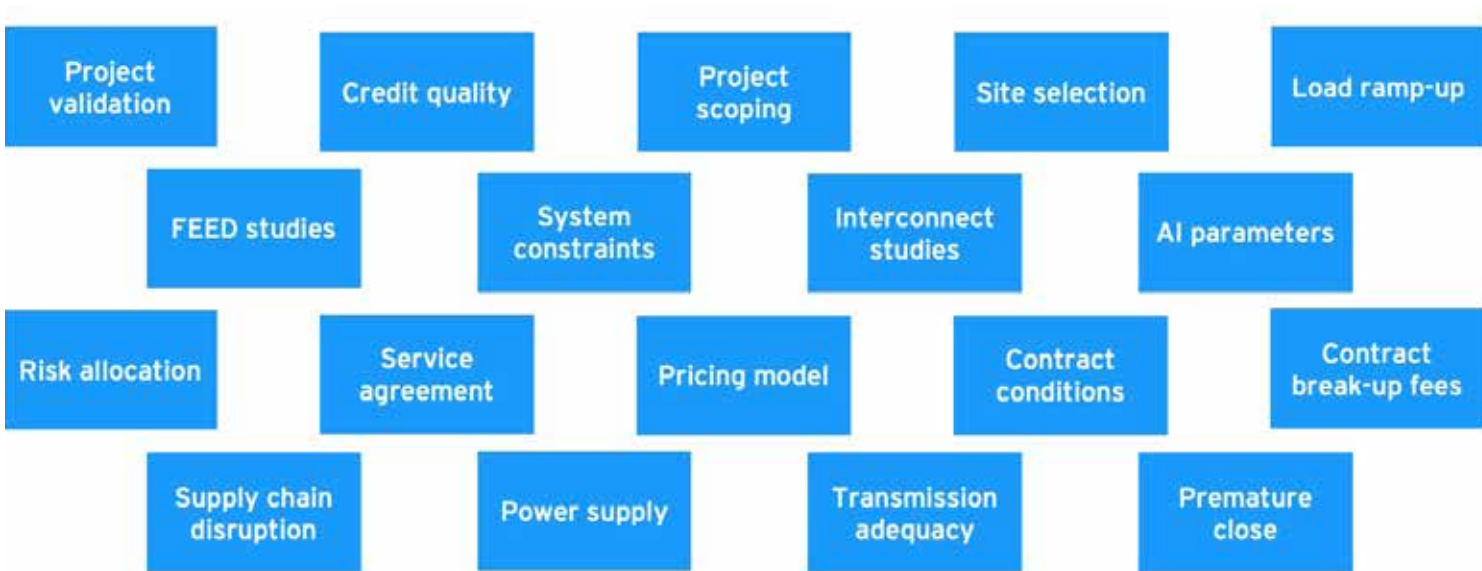 Project
validation
Credit quality
Project
scoping
Site selection
Load ramp-up
FEED studies
System
constraints
Interconnect
studies
AI parameters
Risk allocation
Service
agreement
Pricing model
Contract
conditions
Contract
break-up fees
Supply chain
disruption
Power supply
Transmission
adequacy
Premature
close